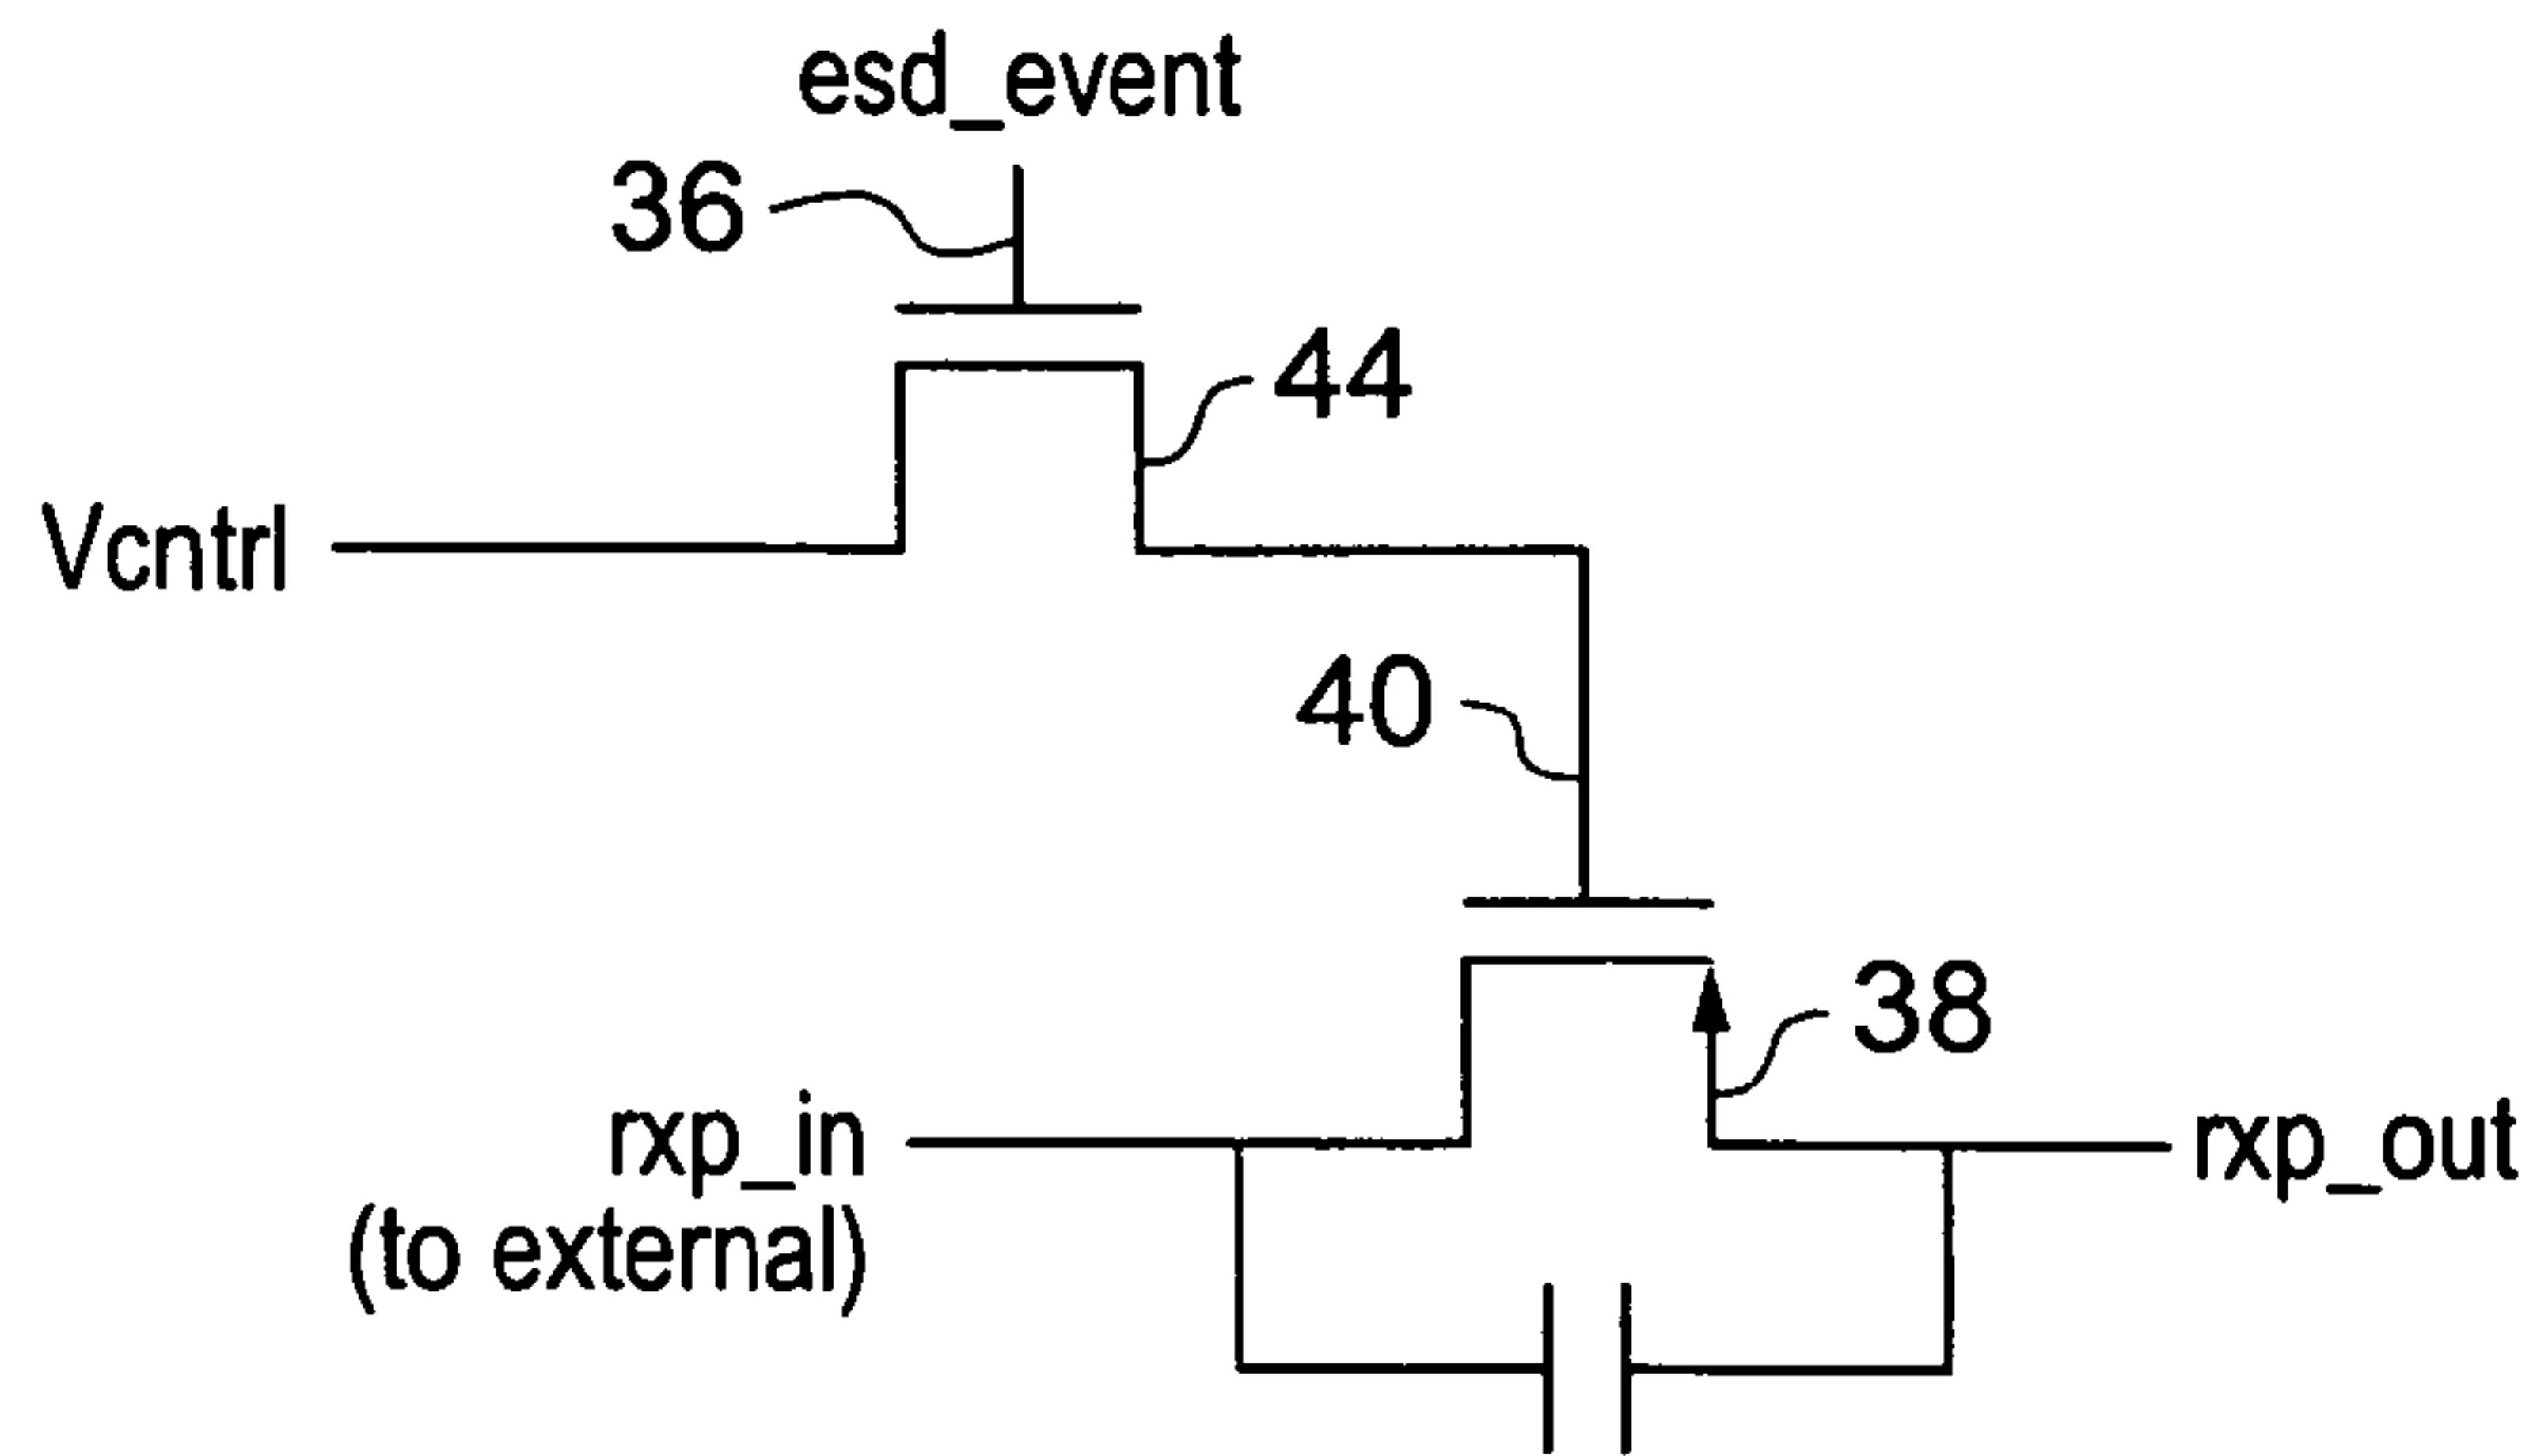 esd_event
36
44
Vcntrl
40
38
rxp_in
(to external)
rxp_out